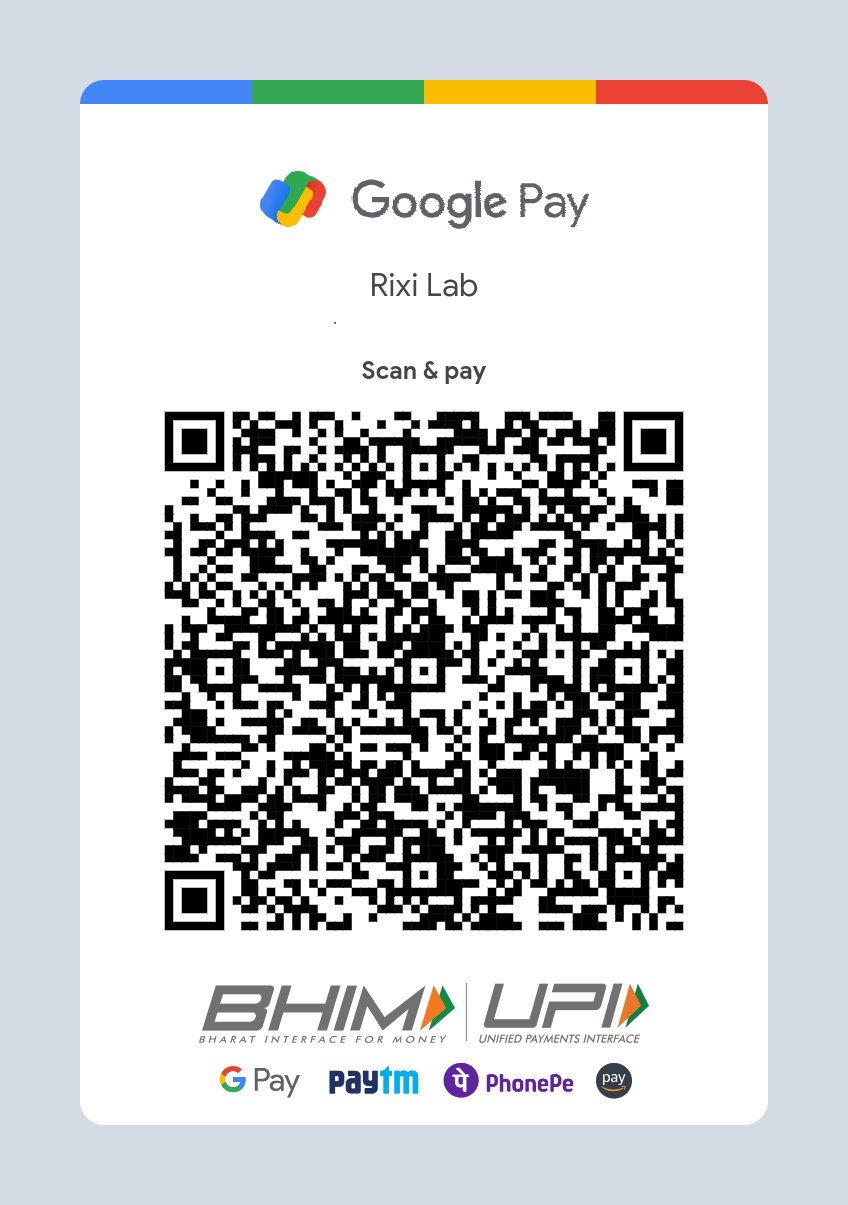 Google Pay
Rixi Lab
.
Scan & pay
BHIM UPI
BHARAT INTERFACE FOR MONEY UNIFIED PAYMENTS INTERFACE
G Pay paytm पे PhonePe pay